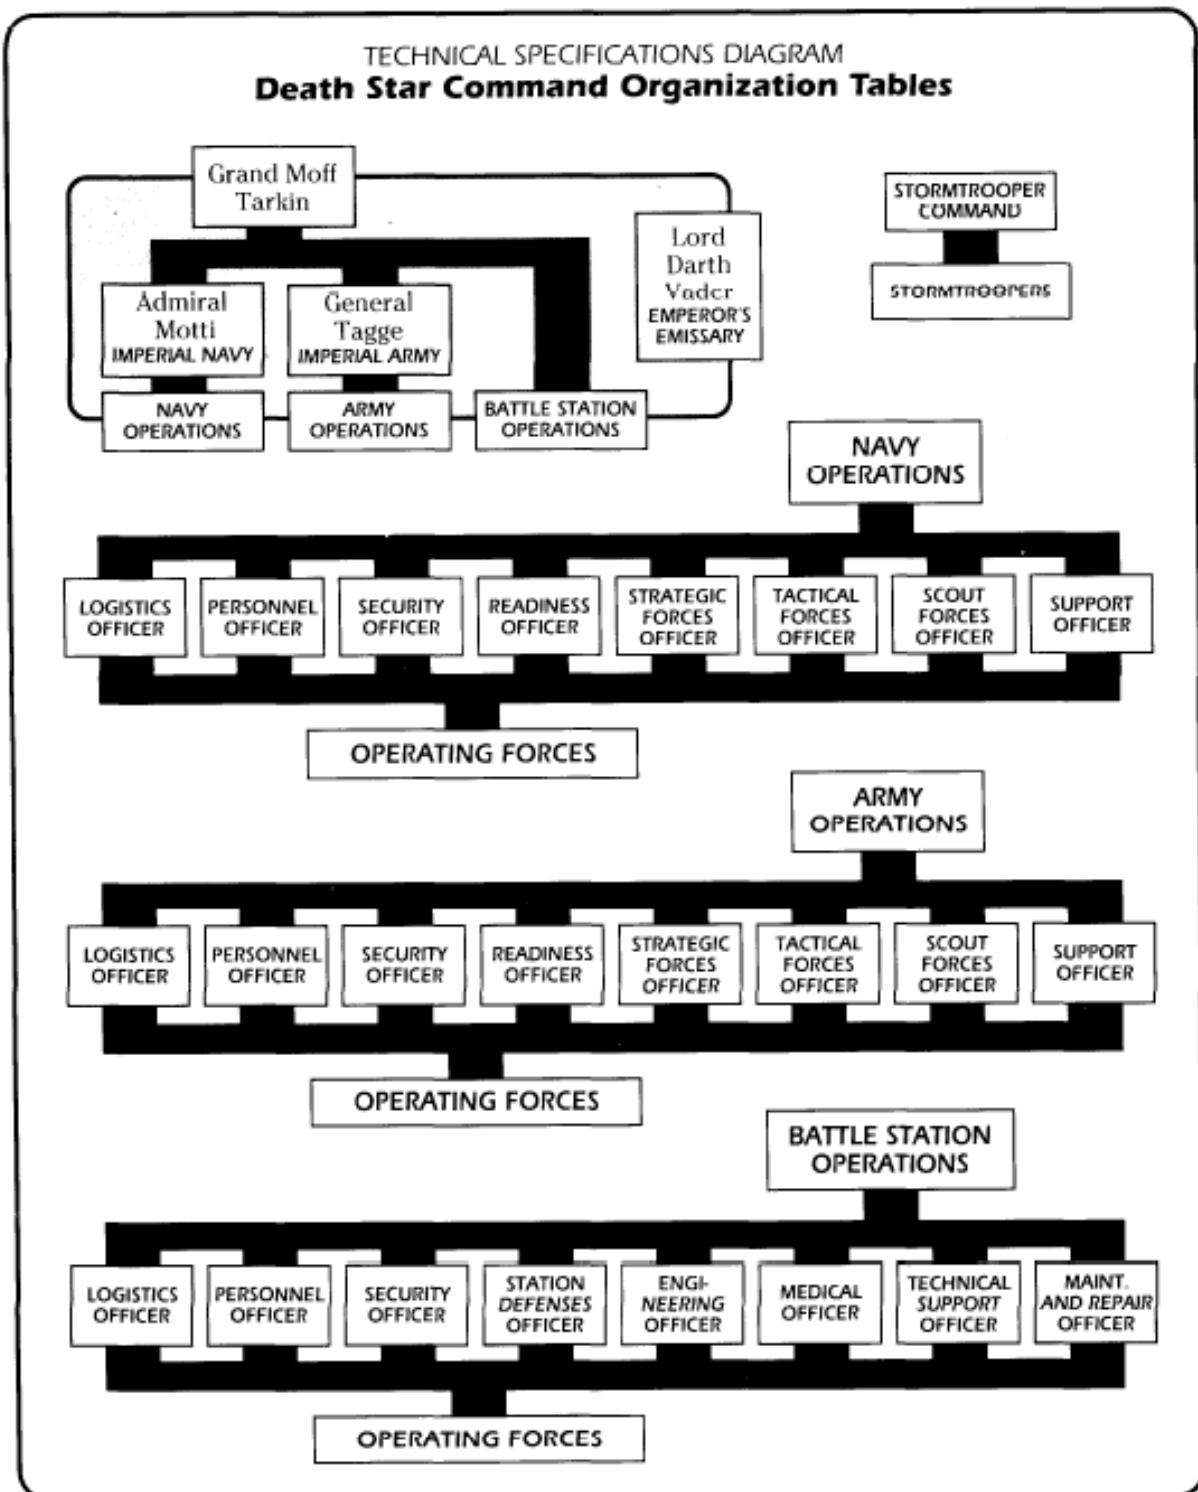 TECHNICAL SPECIFICATIONS DIAGRAM
Death Star Command Organization Tables
Grand Moff
Tarkin
Admiral
Motti
IMPERIAL NAVY
General
Tagge
IMPERIAL ARMY
Lord
Darth
Vader
EMPEROR'S
EMISSARY
NAVY
OPERATIONS
ARMY
OPERATIONS
BATTLE STATION
OPERATIONS
STORMTROOPER
COMMAND
STORMTROOPERS
NAVY
OPERATIONS
LOGISTICS
OFFICER
PERSONNEL
OFFICER
SECURITY
OFFICER
READINESS
OFFICER
STRATEGIC
FORCES
OFFICER
TACTICAL
FORCES
OFFICER
SCOUT
FORCES
OFFICER
SUPPORT
OFFICER
OPERATING FORCES
ARMY
OPERATIONS
LOGISTICS
OFFICER
PERSONNEL
OFFICER
SECURITY
OFFICER
READINESS
OFFICER
STRATEGIC
FORCES
OFFICER
TACTICAL
FORCES
OFFICER
SCOUT
FORCES
OFFICER
SUPPORT
OFFICER
OPERATING FORCES
BATTLE STATION
OPERATIONS
LOGISTICS
OFFICER
PERSONNEL
OFFICER
SECURITY
OFFICER
STATION
DEFENSES
OFFICER
ENGI-
NEERING
OFFICER
MEDICAL
OFFICER
TECHNICAL
SUPPORT
OFFICER
MAINT.
AND REPAIR
OFFICER
OPERATING FORCES